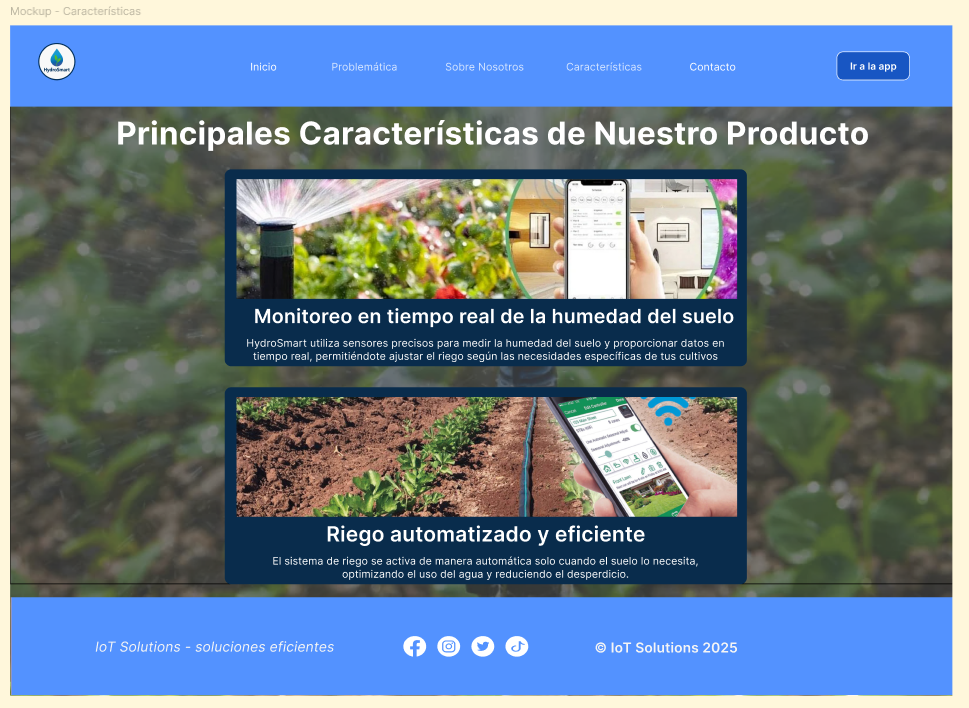 Mockup - Características
HydroSmart
Inicio
Problemática
Sobre Nosotros
Características
Contacto
Ir a la app
Principales Características de Nuestro Producto
Monitoreo en tiempo real de la humedad del suelo
HydroSmart utiliza sensores precisos para medir la humedad del suelo y proporcionar datos en
tiempo real, permitiéndote ajustar el riego según las necesidades específicas de tus cultivos
Riego automatizado y eficiente
El sistema de riego se activa de manera automática solo cuando el suelo lo necesita,
optimizando el uso del agua y reduciendo el desperdicio.
IoT Solutions - soluciones eficientes
© IoT Solutions 2025